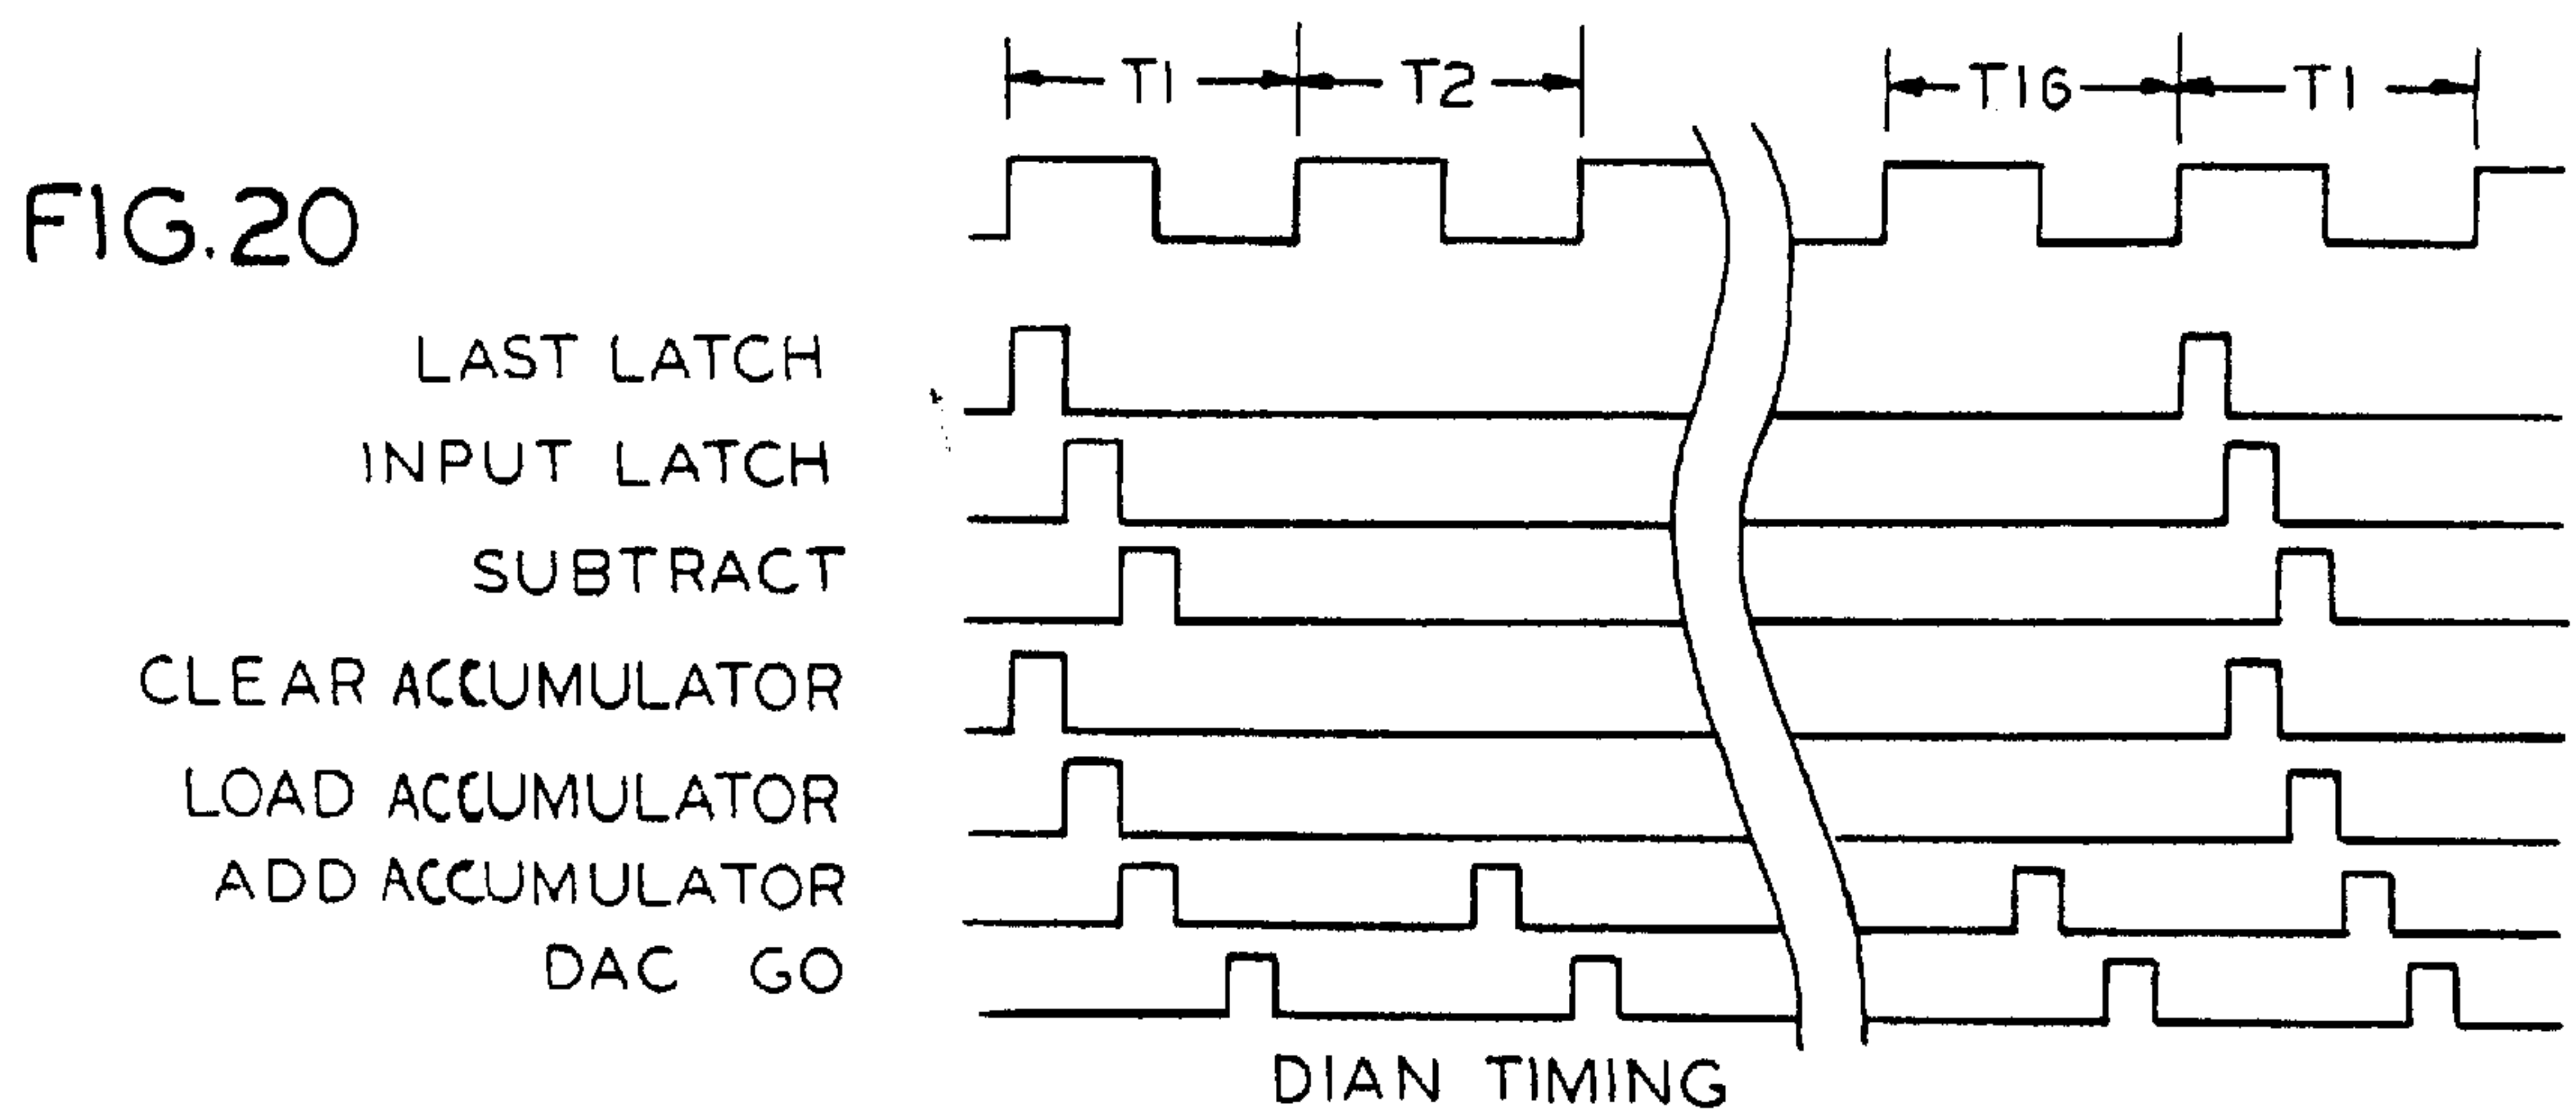 T1 T2 T16 T1
FIG.20
LAST LATCH
INPUT LATCH
SUBTRACT
CLEAR ACCUMULATOR
LOAD ACCUMULATOR
ADD ACCUMULATOR
DAC GO
DIAN TIMING